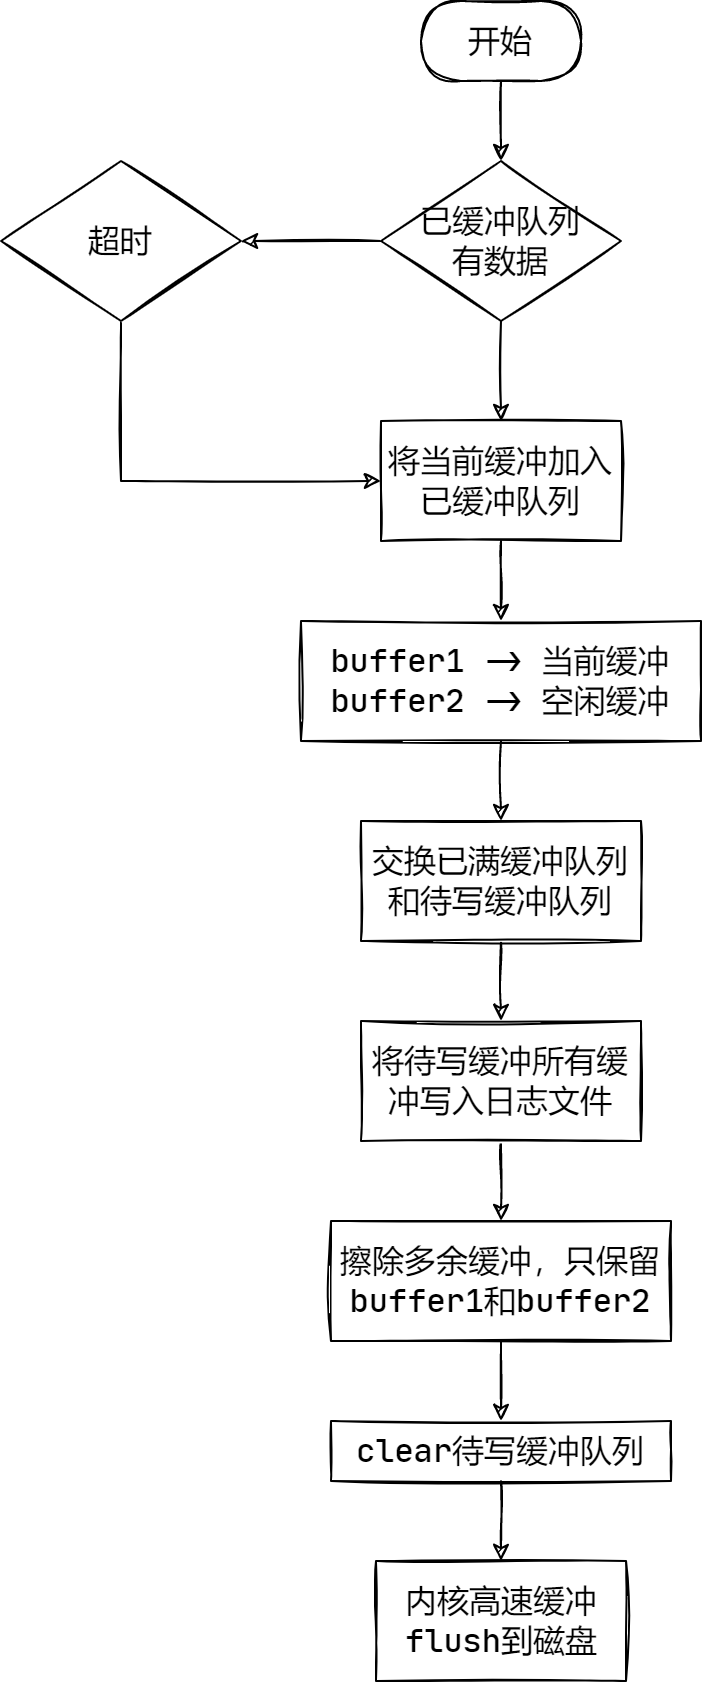 开始
超时
已缓冲队列
有数据
将当前缓冲加入
已缓冲队列
buffer1 -> 当前缓冲
buffer2 -> 空闲缓冲
交换已满缓冲队列
和待写缓冲队列
将待写缓冲所有缓
冲写入日志文件
擦除多余缓冲，只保留
buffer1和buffer2
clear待写缓冲队列
内核高速缓冲
flush到磁盘